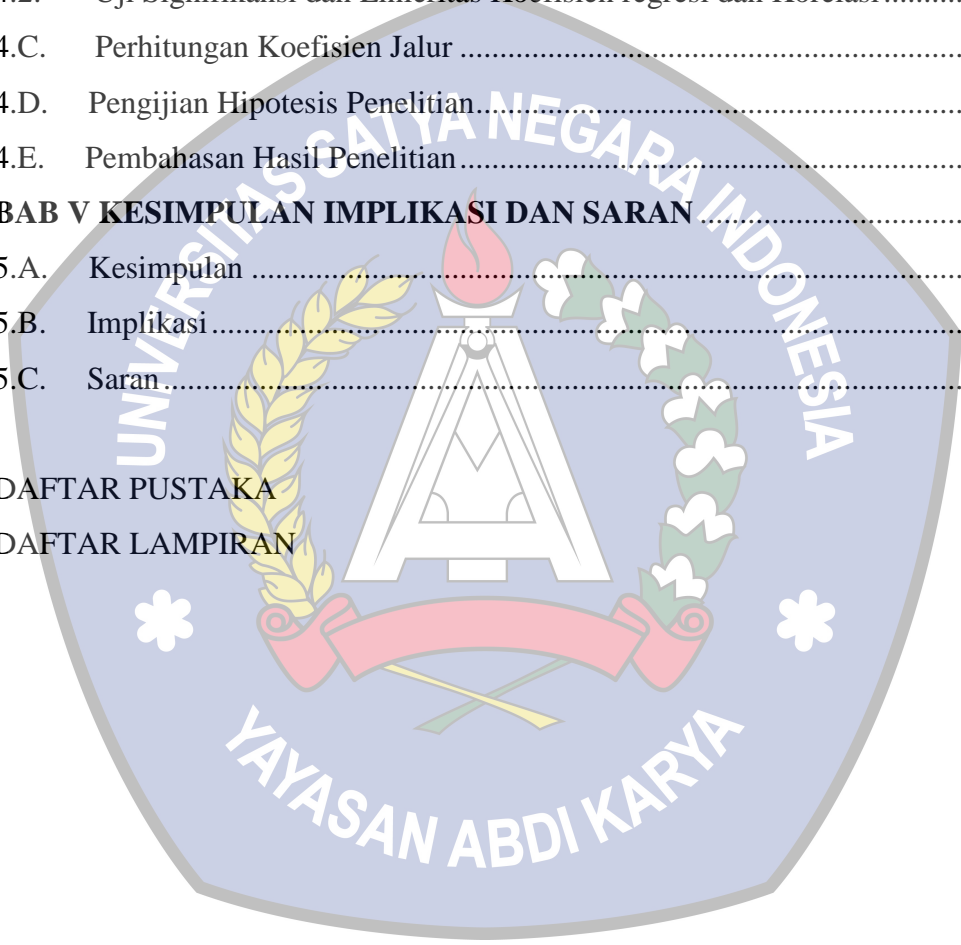 4.2. Uji Signifikansi dan Linieritas Koefisien regresi dan Korelasi ..........
4.C. Perhitungan Koefisien Jalur ..........
4.D. Pengijian Hipotesis Penelitian ..........
4.E. Pembahasan Hasil Penelitian ..........
BAB V KESIMPULAN IMPLIKASI DAN SARAN ..........
5.A. Kesimpulan ..........
5.B. Implikasi ..........
5.C. Saran ..........
DAFTAR PUSTAKA
DAFTAR LAMPIRAN
UNIVERSITAS SATYA NEGARA INDONESIA
YAYASAN ABDI KARYA